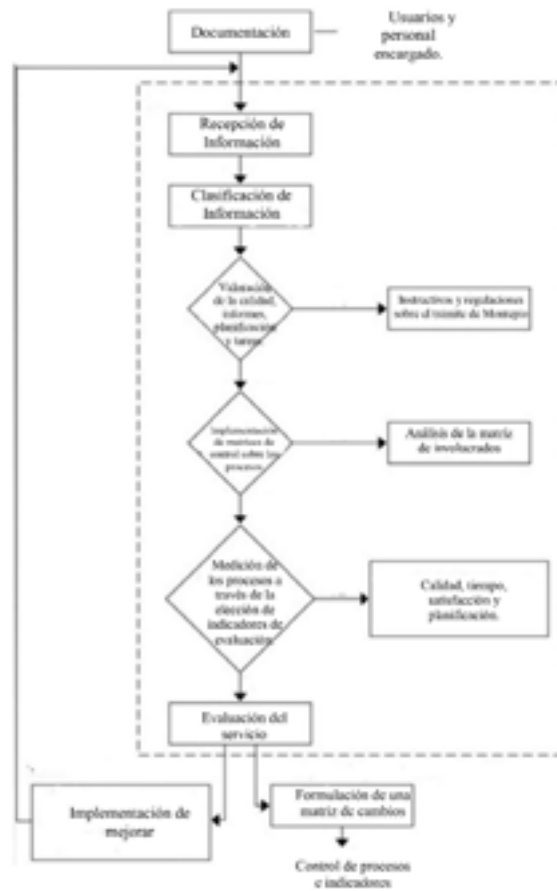 Documentación
Usuarios y
personal
encargado.
Recepción de
Información
Clasificación de
Información
Valoración
de la calidad,
informes,
planificación
y tareas.
Instructivos y regulaciones
sobre el trámite de Montepio
Implementación
de matrices de
control sobre los
procesos.
Análisis de la matriz
de involucrados
Medición de
los procesos a
través de la
elección de
indicadores de
evaluación.
Calidad, tiempo,
satisfacción y
planificación.
Evaluación del
servicio
Implementación de
mejorar
Formulación de una
matriz de cambios
Control de procesos
e indicadores